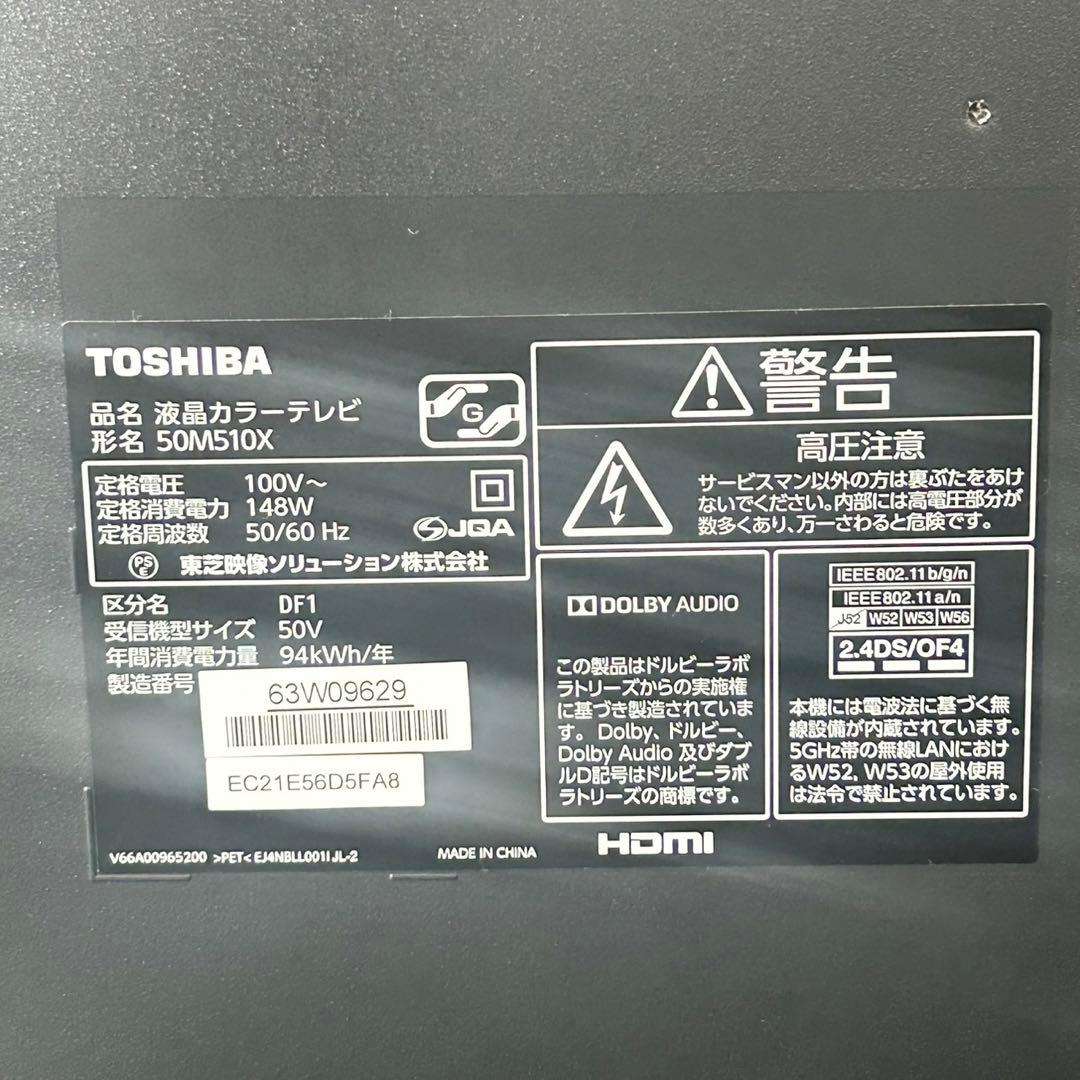 TOSHIBA
品名 液晶カラーテレビ
形名 50M510X
G
定格電圧 100V～
定格消費電力 148W
定格周波数 50/60 Hz
JQA
PSE 東芝映像ソリューション株式会社
区分名 DF1
受信機型サイズ 50V
年間消費電力量 94kWh/年
製造番号
63W09629
EC21E56D5FA8
V66A00965200 >PET< EJ4NBLL001I JL-2
MADE IN CHINA
警告
高圧注意
サービスマン以外の方は裏ぶたをあけ
ないでください。内部には高電圧部分が
数多くあり、万一さわると危険です。
DOLBY AUDIO
この製品はドルビーラボ
ラトリーズからの実施権
に基づき製造されていま
す。Dolby、ドルビー、
Dolby Audio 及びダブ
ルD記号はドルビーラボ
ラトリーズの商標です。
IEEE802.11b/g/n
IEEE802.11a/n
J52 W52 W53 W56
2.4DS/OF4
本機には電波法に基づく無
線設備が内蔵されています。
5GHz帯の無線LANにおけ
るW52, W53の屋外使用
は法令で禁止されています。
HDMI